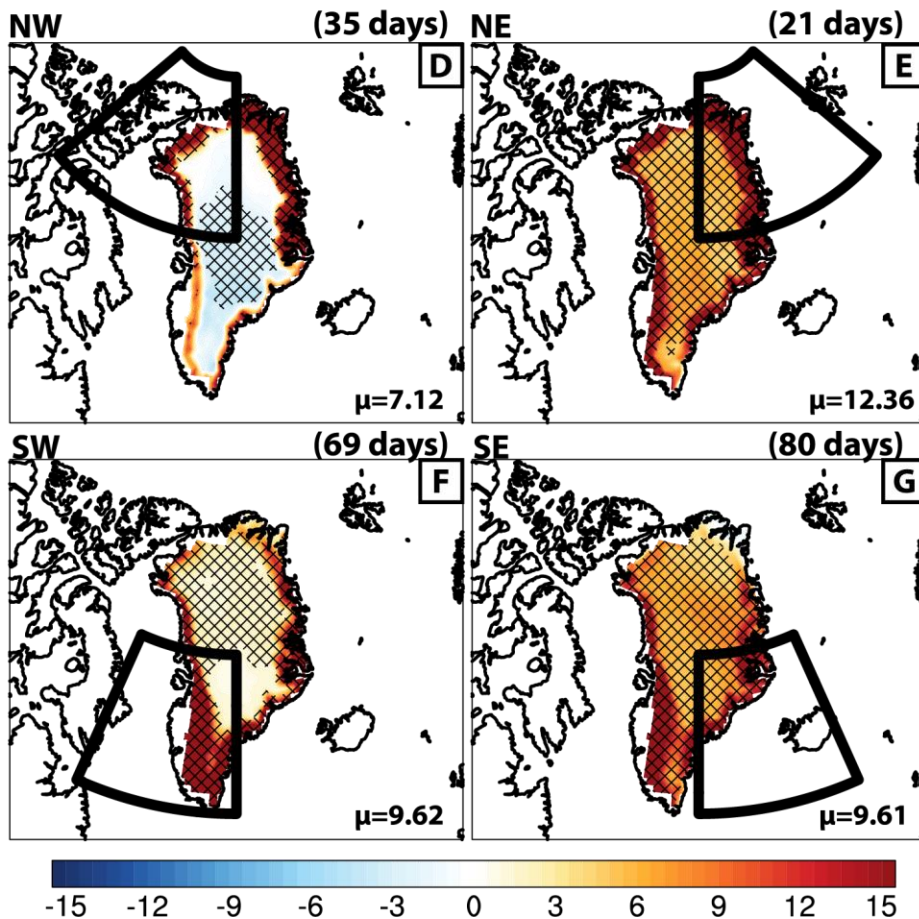 NW (35 days)
D
μ=7.12
NE (21 days)
E
μ=12.36
SW (69 days)
F
μ=9.62
SE (80 days)
G
μ=9.61
-15 -12 -9 -6 -3 0 3 6 9 12 15